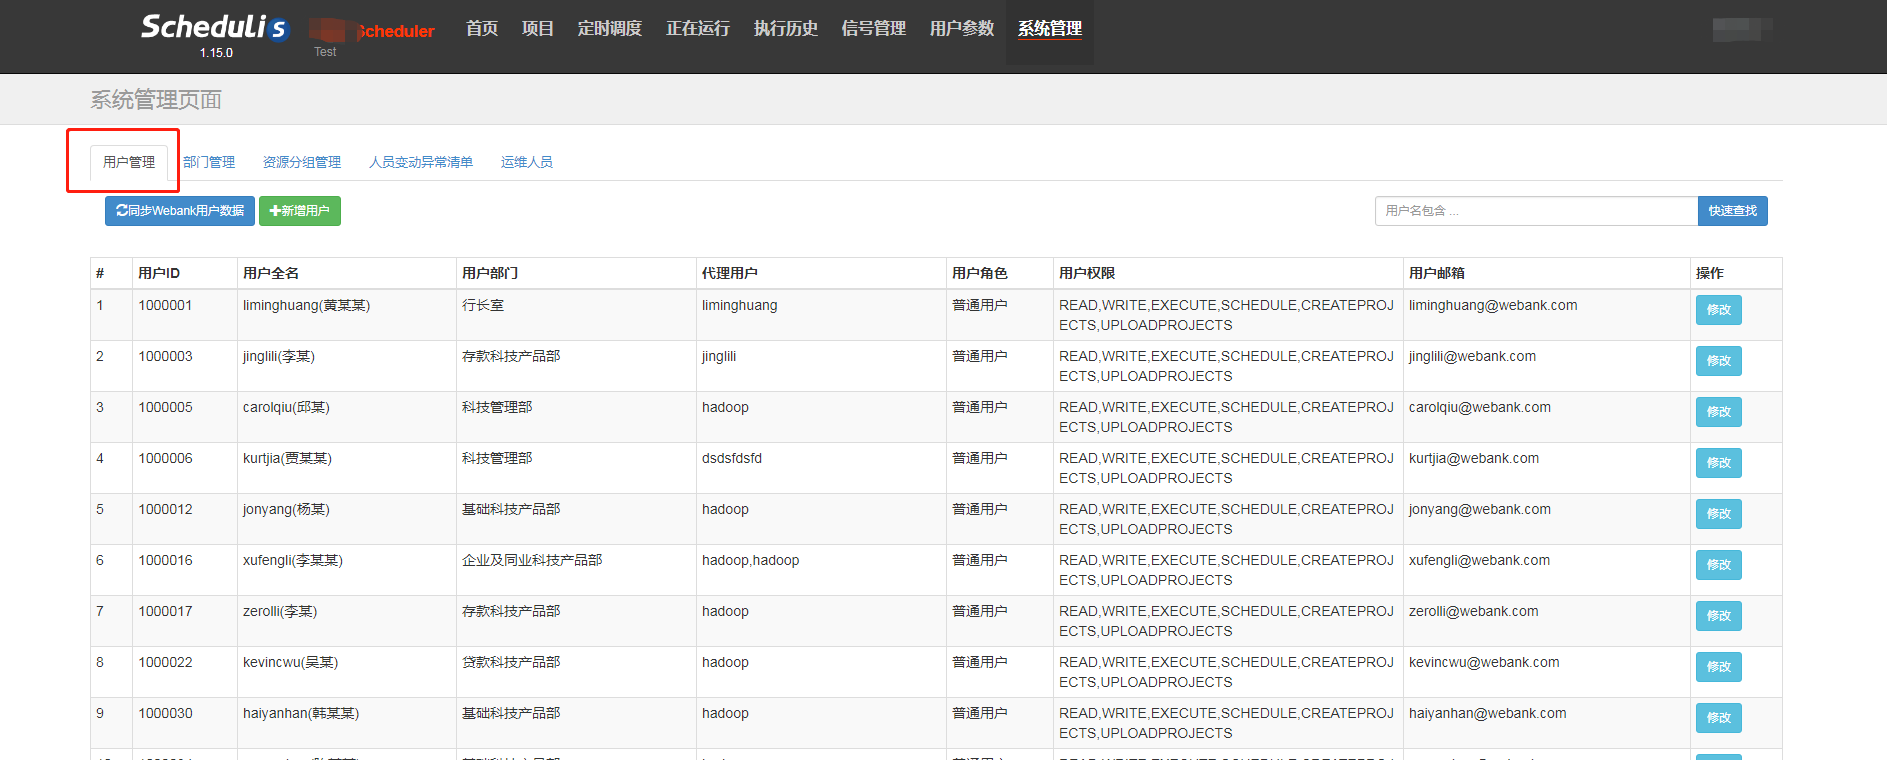 Schedulis
1.15.0
Scheduler
Test
首页 项目 定时调度 正在运行 执行历史 信号管理 用户参数 系统管理
系统管理页面
用户管理 部门管理 资源分组管理 人员变动异常清单 运维人员
同步Webank用户数据 新增用户 用户名包含 ... 快速查找
# 用户ID 用户全名 用户部门 代理用户 用户角色 用户权限 用户邮箱 操作
1 1000001 liminghuang(黄某某) 行长室 liminghuang 普通用户 READ,WRITE,EXECUTE,SCHEDULE,CREATEPROJ liminghuang@webank.com 修改
ECTS,UPLOADPROJECTS
2 1000003 jinglili(李某) 存款科技产品部 jinglili 普通用户 READ,WRITE,EXECUTE,SCHEDULE,CREATEPROJ jinglili@webank.com 修改
ECTS,UPLOADPROJECTS
3 1000005 carolqiu(邱某) 科技管理部 hadoop 普通用户 READ,WRITE,EXECUTE,SCHEDULE,CREATEPROJ carolqiu@webank.com 修改
ECTS,UPLOADPROJECTS
4 1000006 kurtjia(贾某某) 科技管理部 dsdsfdsfd 普通用户 READ,WRITE,EXECUTE,SCHEDULE,CREATEPROJ kurtjia@webank.com 修改
ECTS,UPLOADPROJECTS
5 1000012 jonyang(杨某) 基础科技产品部 hadoop 普通用户 READ,WRITE,EXECUTE,SCHEDULE,CREATEPROJ jonyang@webank.com 修改
ECTS,UPLOADPROJECTS
6 1000016 xufengli(李某某) 企业及同业科技产品部 hadoop,hadoop 普通用户 READ,WRITE,EXECUTE,SCHEDULE,CREATEPROJ xufengli@webank.com 修改
ECTS,UPLOADPROJECTS
7 1000017 zerolli(李某) 存款科技产品部 hadoop 普通用户 READ,WRITE,EXECUTE,SCHEDULE,CREATEPROJ zerolli@webank.com 修改
ECTS,UPLOADPROJECTS
8 1000022 kevincwu(吴某) 贷款科技产品部 hadoop 普通用户 READ,WRITE,EXECUTE,SCHEDULE,CREATEPROJ kevincwu@webank.com 修改
ECTS,UPLOADPROJECTS
9 1000030 haiyanhan(韩某某) 基础科技产品部 hadoop 普通用户 READ,WRITE,EXECUTE,SCHEDULE,CREATEPROJ haiyanhan@webank.com 修改
ECTS,UPLOADPROJECTS